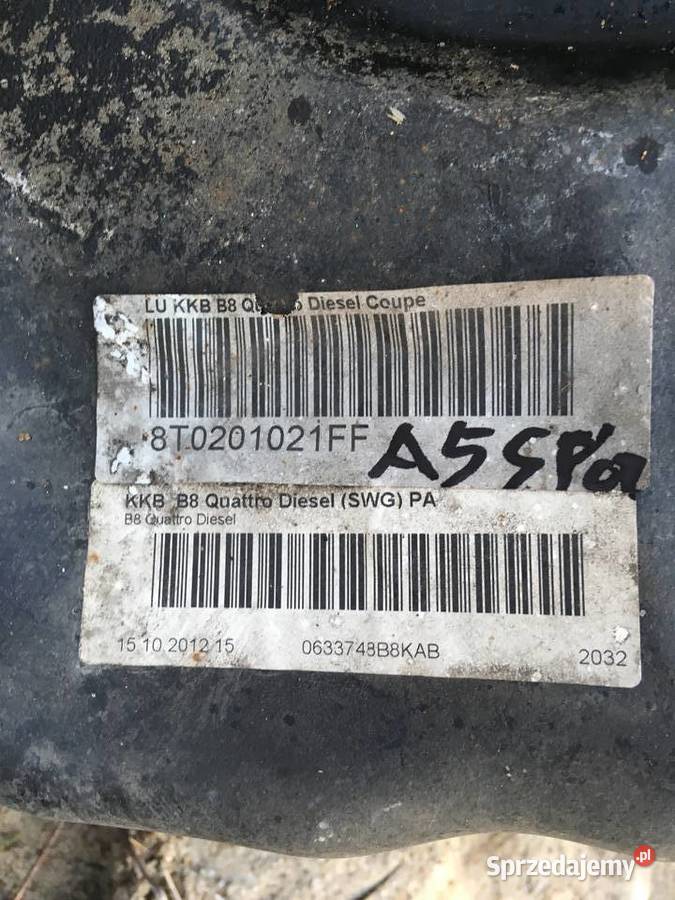 LU KKB B8 Quattro Diesel Coupe
8T0201021FF
A5
KKB B8 Quattro Diesel (SWG) PA
B8 Quattro Diesel
15 10.2012 15 0633748B8KAB 2032
Sprzedajemy.pl